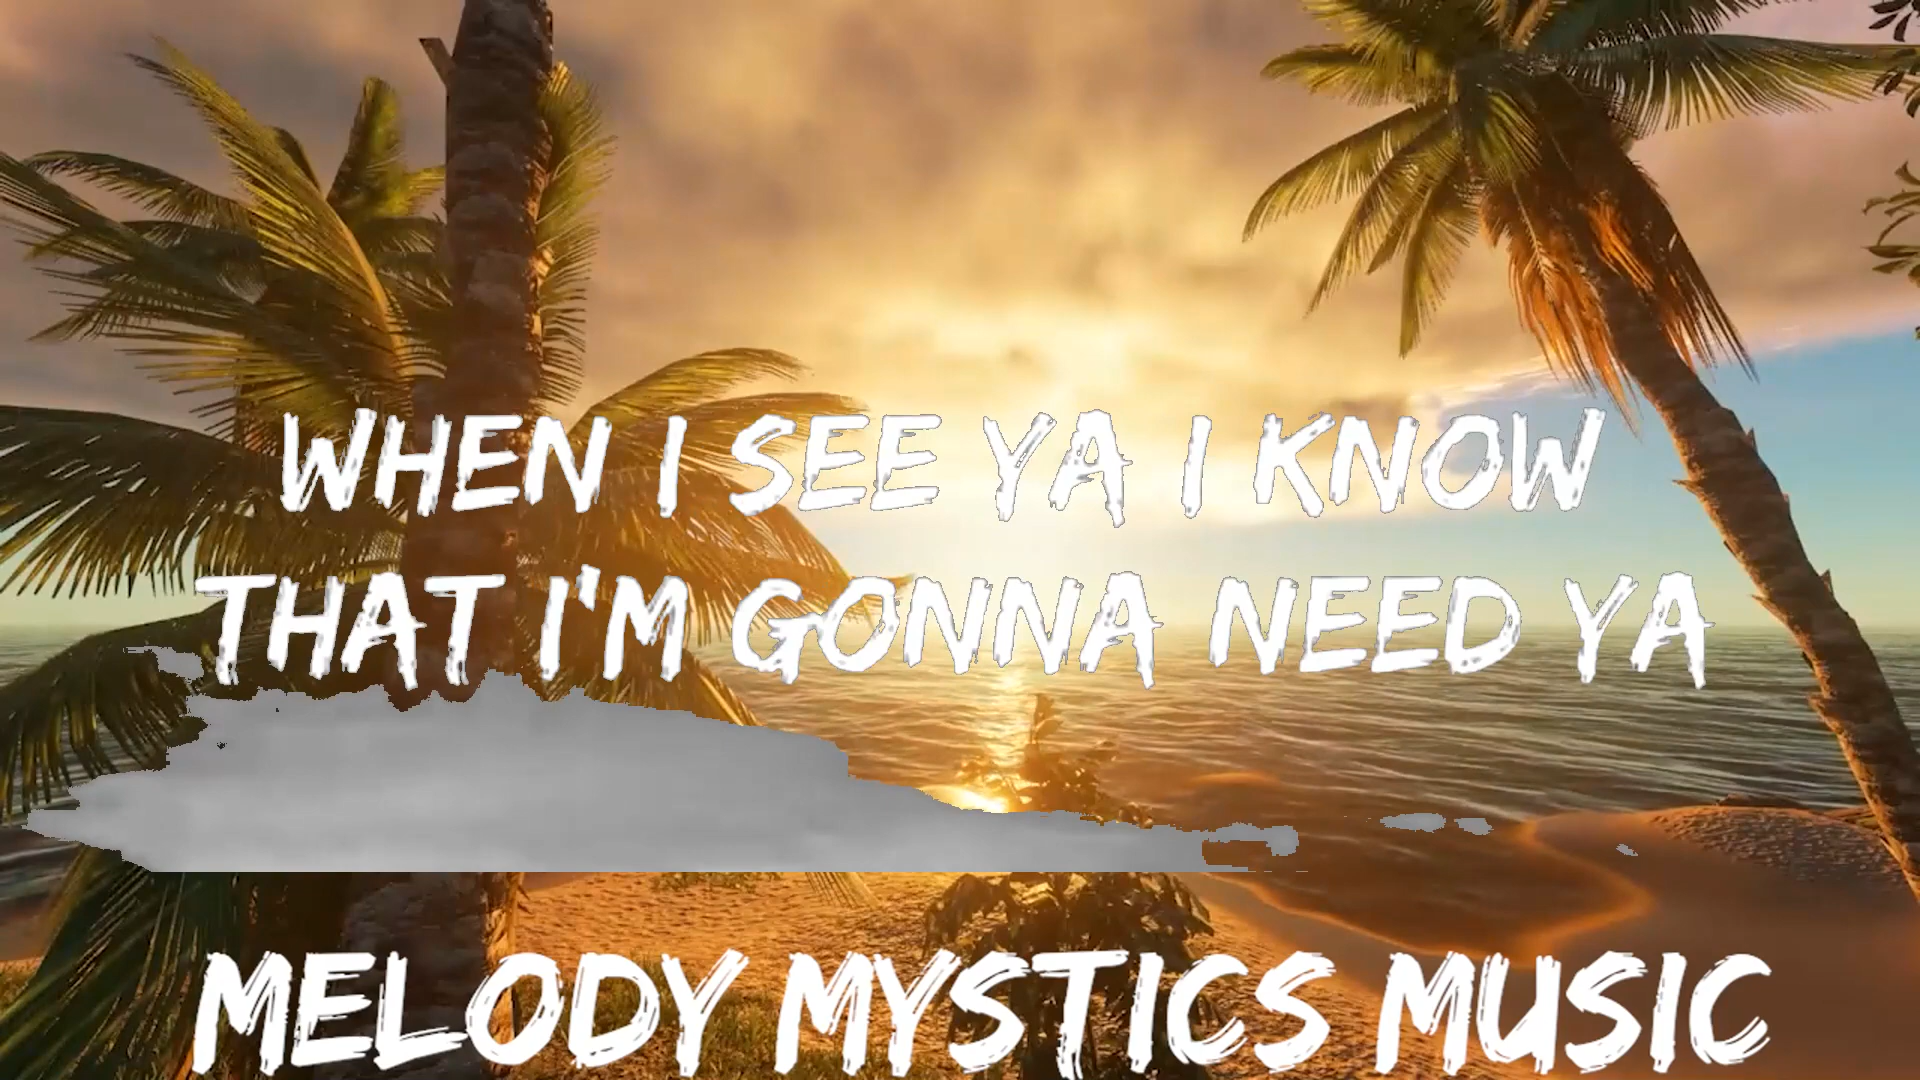 WHEN I SEE YA I KNOW
THAT I'M GONNA NEED YA
MELODY MYSTICS MUSIC